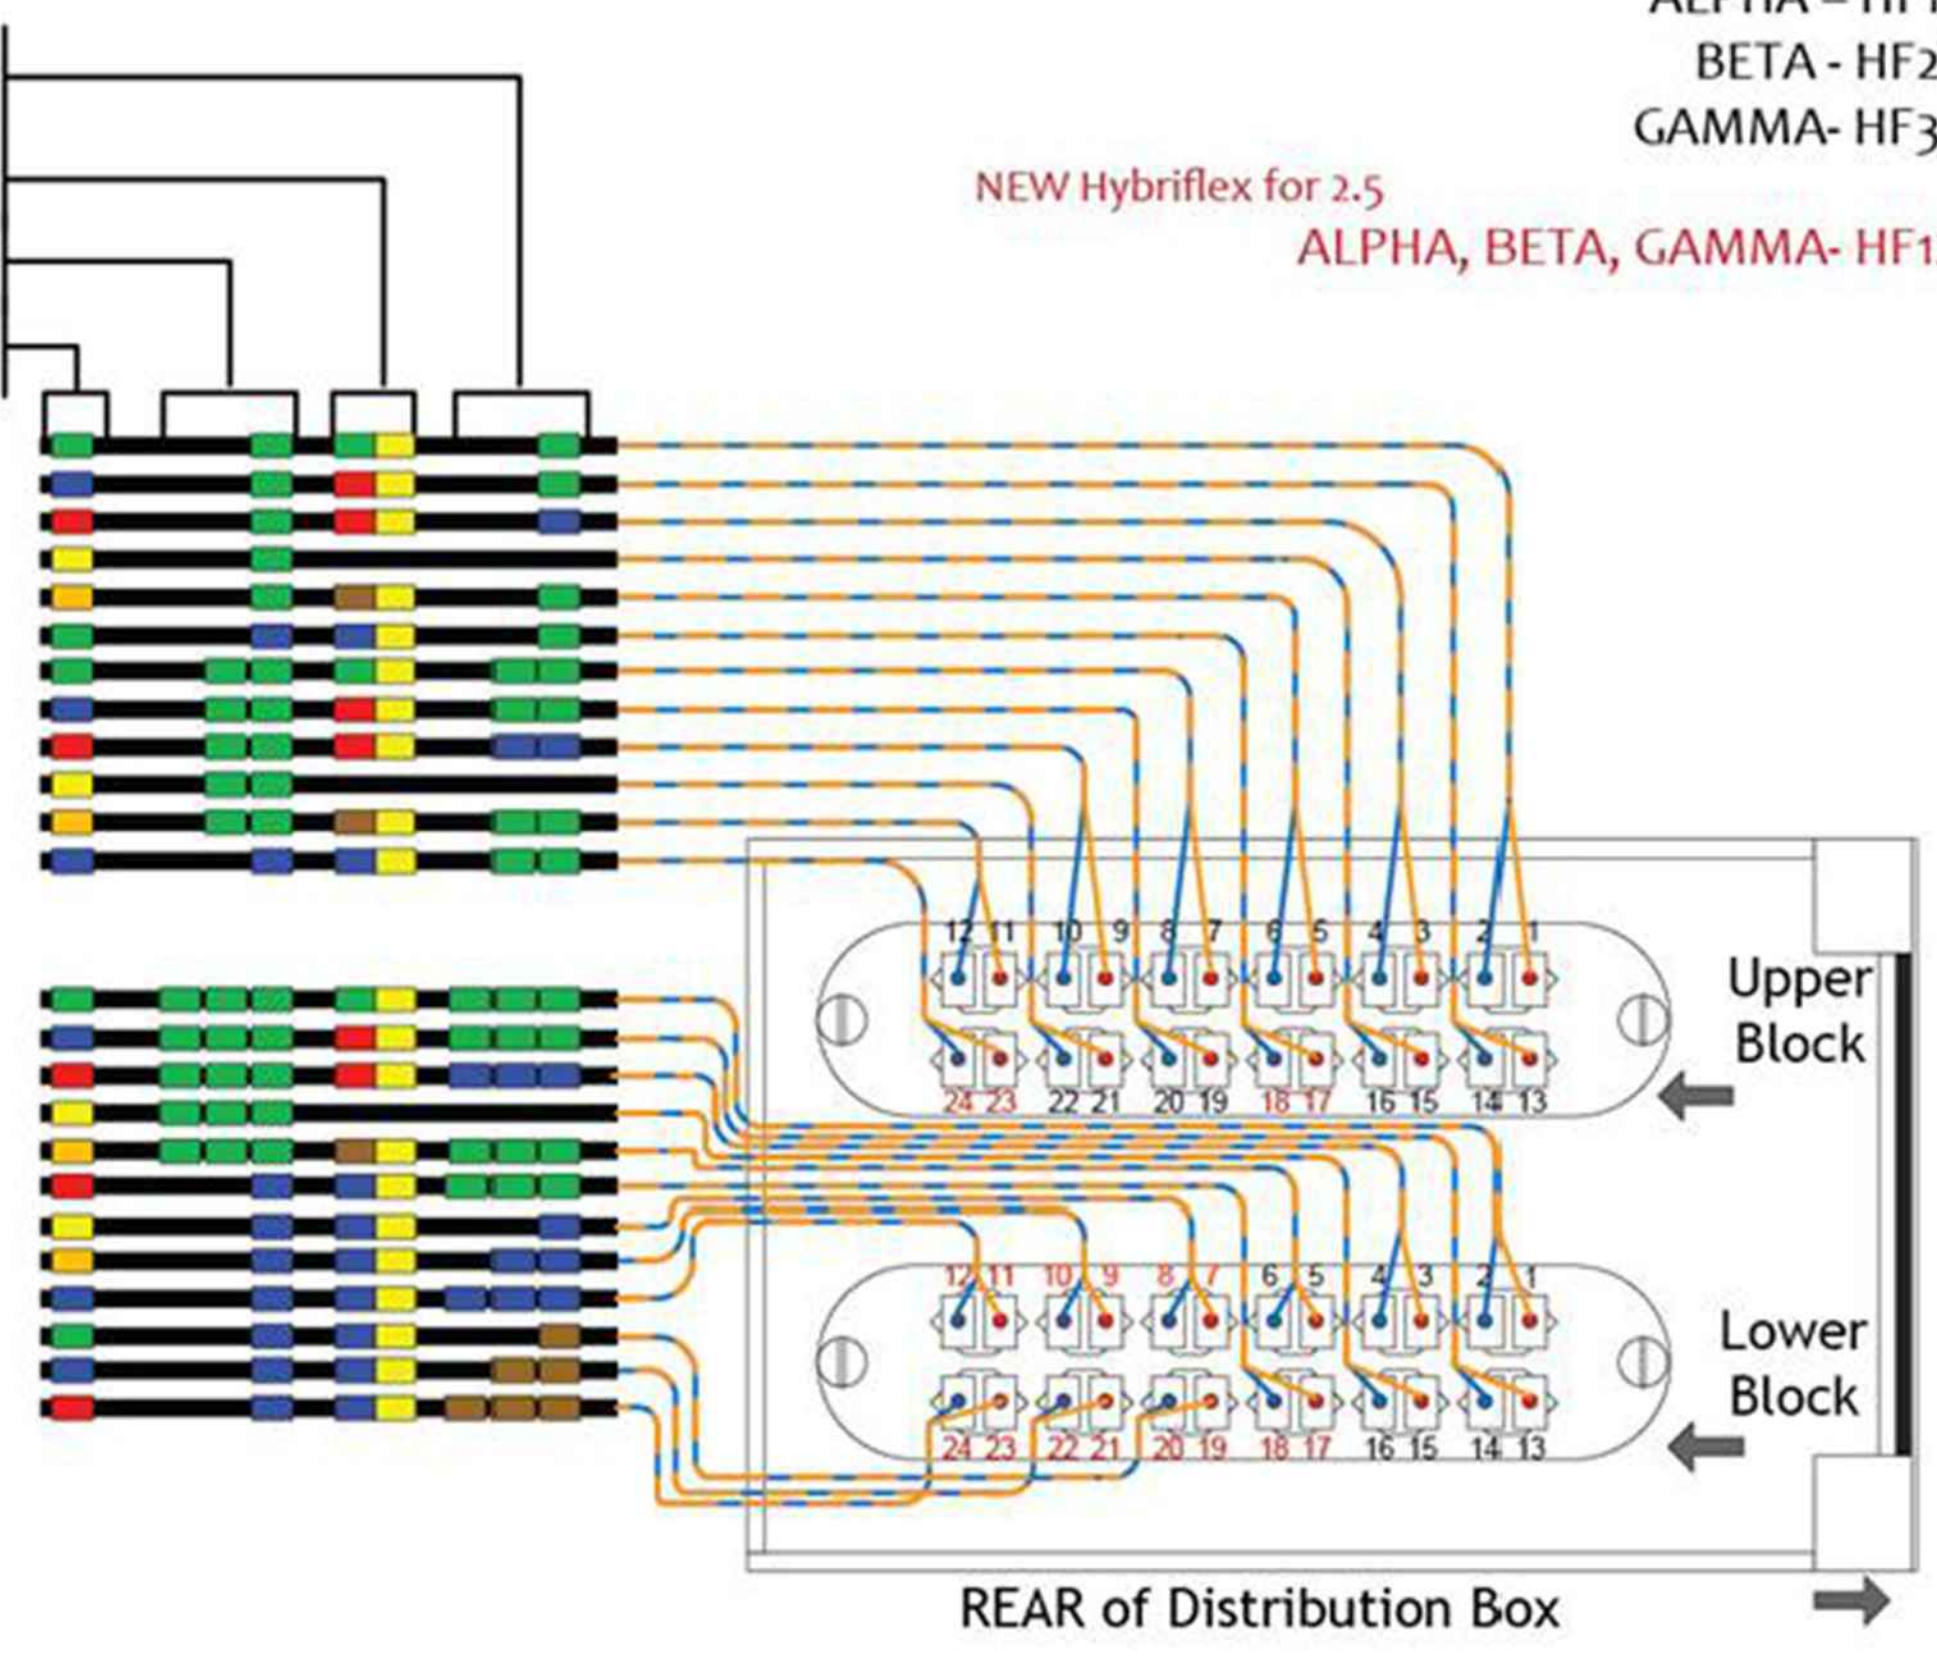 BETA - HF2
GAMMA- HF3
NEW Hybriflex for 2.5
ALPHA, BETA, GAMMA- HF1
12 11 10 9 8 7 6 5 4 3 2 1
Upper
Block
24 23 22 21 20 19 18 17 16 15 14 13
12 11 10 9 8 7 6 5 4 3 2 1
Lower
Block
24 23 22 21 20 19 18 17 16 15 14 13
REAR of Distribution Box